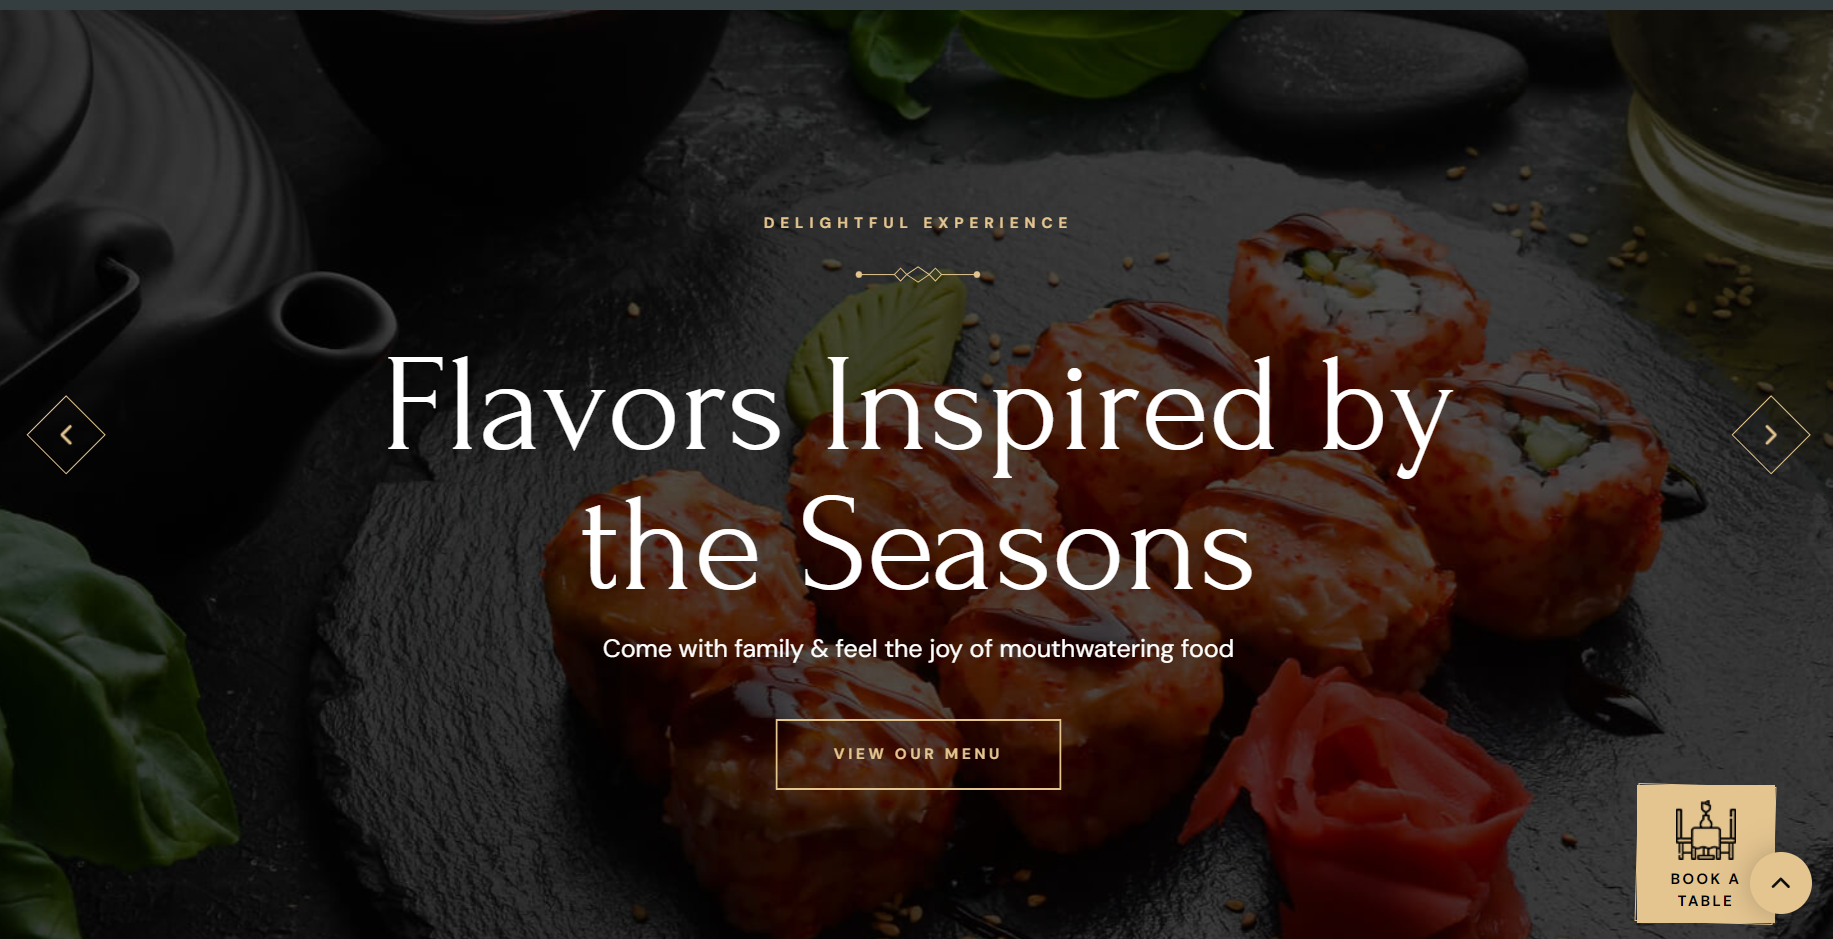 DELIGHTFUL EXPERIENCE
Flavors Inspired by
the Seasons
Come with family & feel the joy of mouthwatering food
VIEW OUR MENU
BOOK A
TABLE